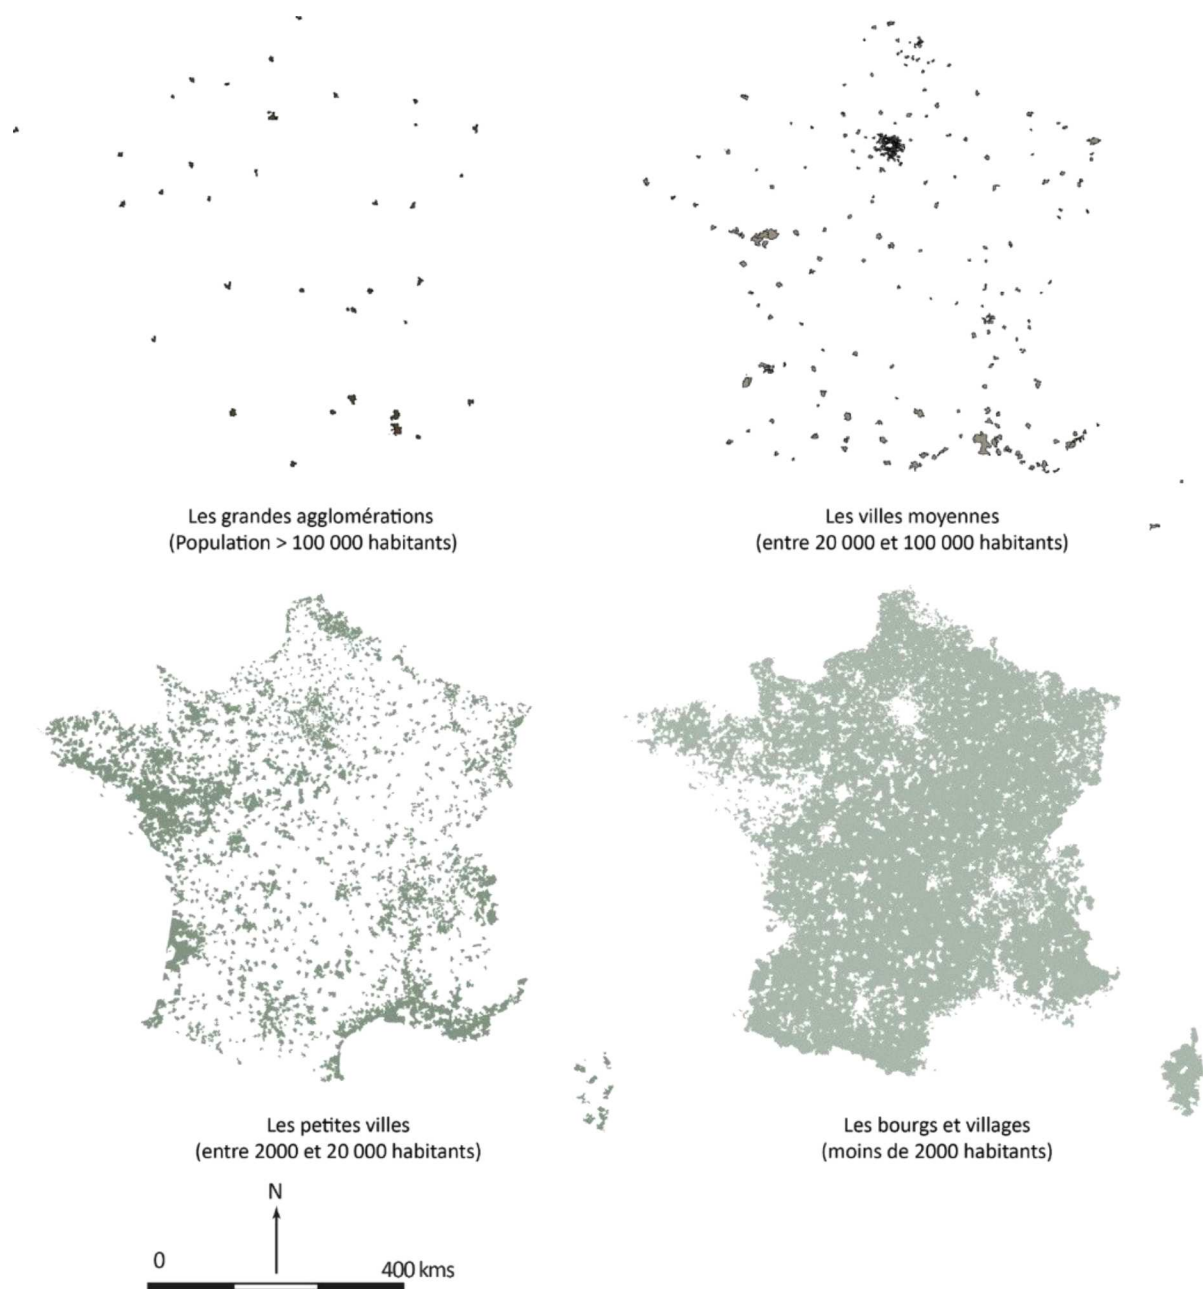 Les grandes agglomérations
(Population > 100 000 habitants)
Les villes moyennes
(entre 20 000 et 100 000 habitants)
Les petites villes
(entre 2000 et 20 000 habitants)
Les bourgs et villages
(moins de 2000 habitants)
N
0
400 kms